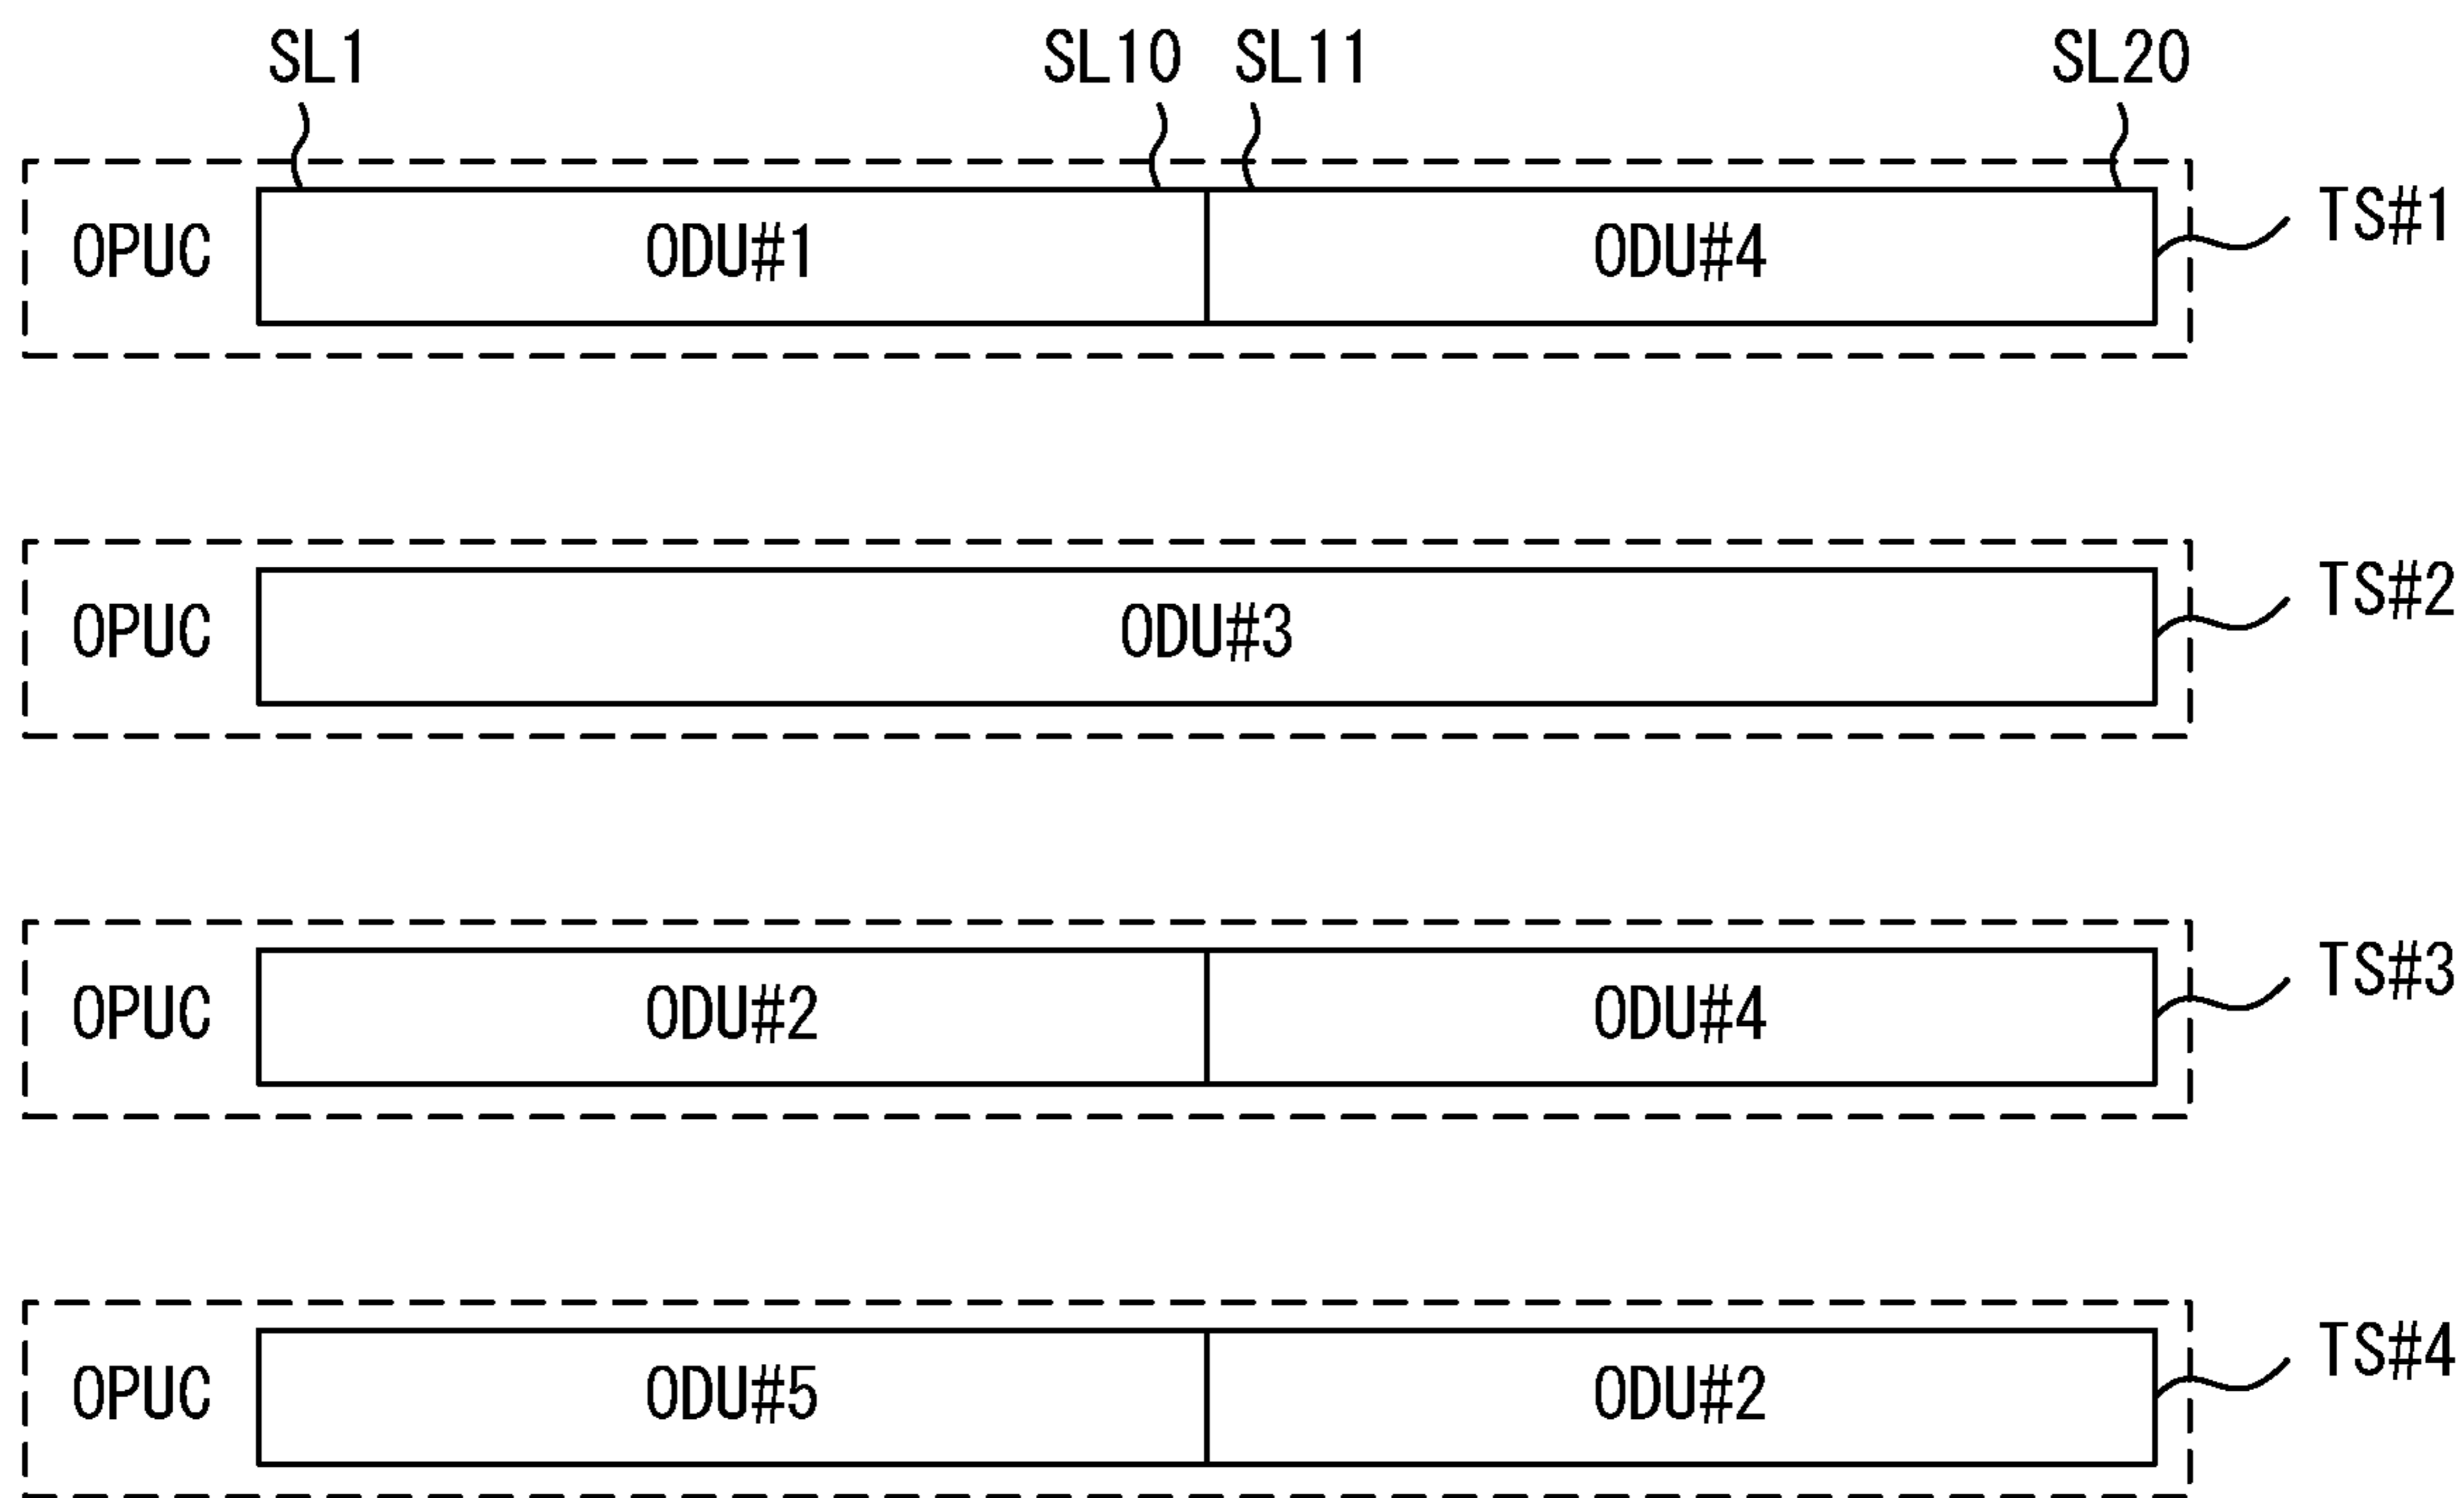 SL1 SL10 SL11 SL20
OPUC ODU#1 ODU#4 TS#1
OPUC ODU#3 TS#2
OPUC ODU#2 ODU#4 TS#3
OPUC ODU#5 ODU#2 TS#4